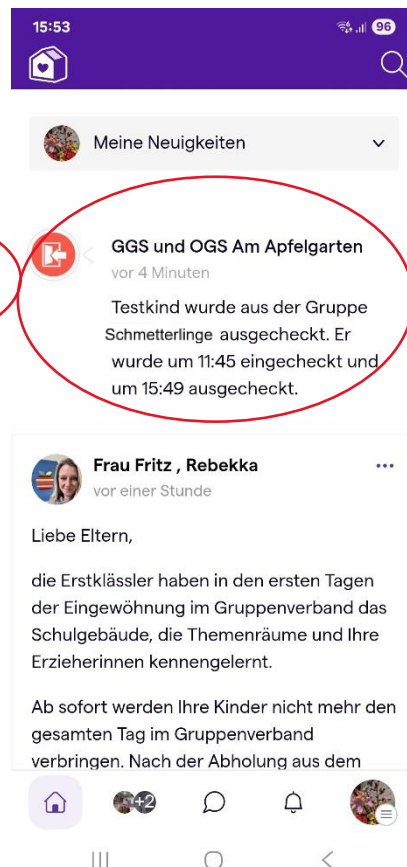 15:53
96
Meine Neuigkeiten
GGS und OGS Am Apfelgarten
vor 4 Minuten
Testkind wurde aus der Gruppe
Schmetterlinge ausgecheckt. Er
wurde um 11:45 eingecheckt und
um 15:49 ausgecheckt.
Frau Fritz , Rebekka
vor einer Stunde
Liebe Eltern,
die Erstklässler haben in den ersten Tagen
der Eingewöhnung im Gruppenverband das
Schulgebäude, die Themenräume und Ihre
Erzieherinnen kennengelernt.
Ab sofort werden Ihre Kinder nicht mehr den
gesamten Tag im Gruppenverband
verbringen. Nach der Abholung aus dem
+2